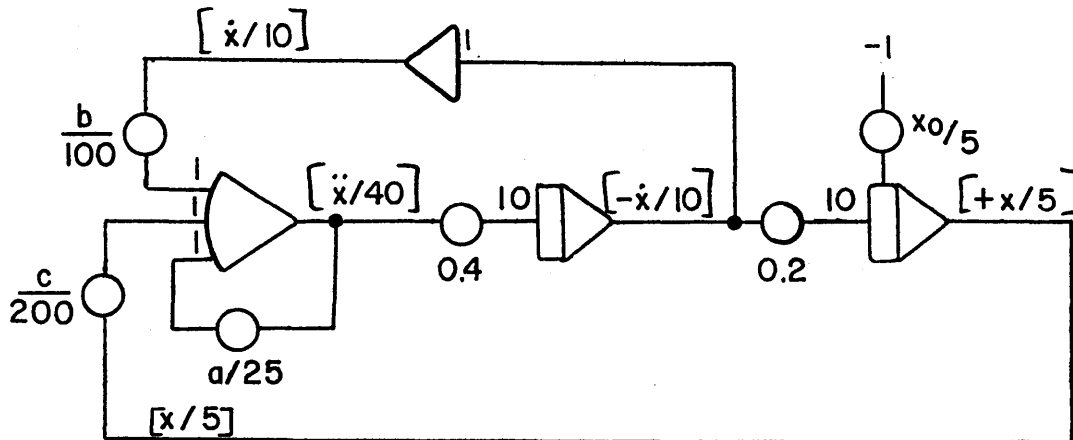 [ẋ/10]
1
-1
b/100
x0/5
1
1
1
[ẍ/40]
10
[-ẋ/10]
10
[+x/5]
0.4
0.2
c/200
a/25
[x/5]